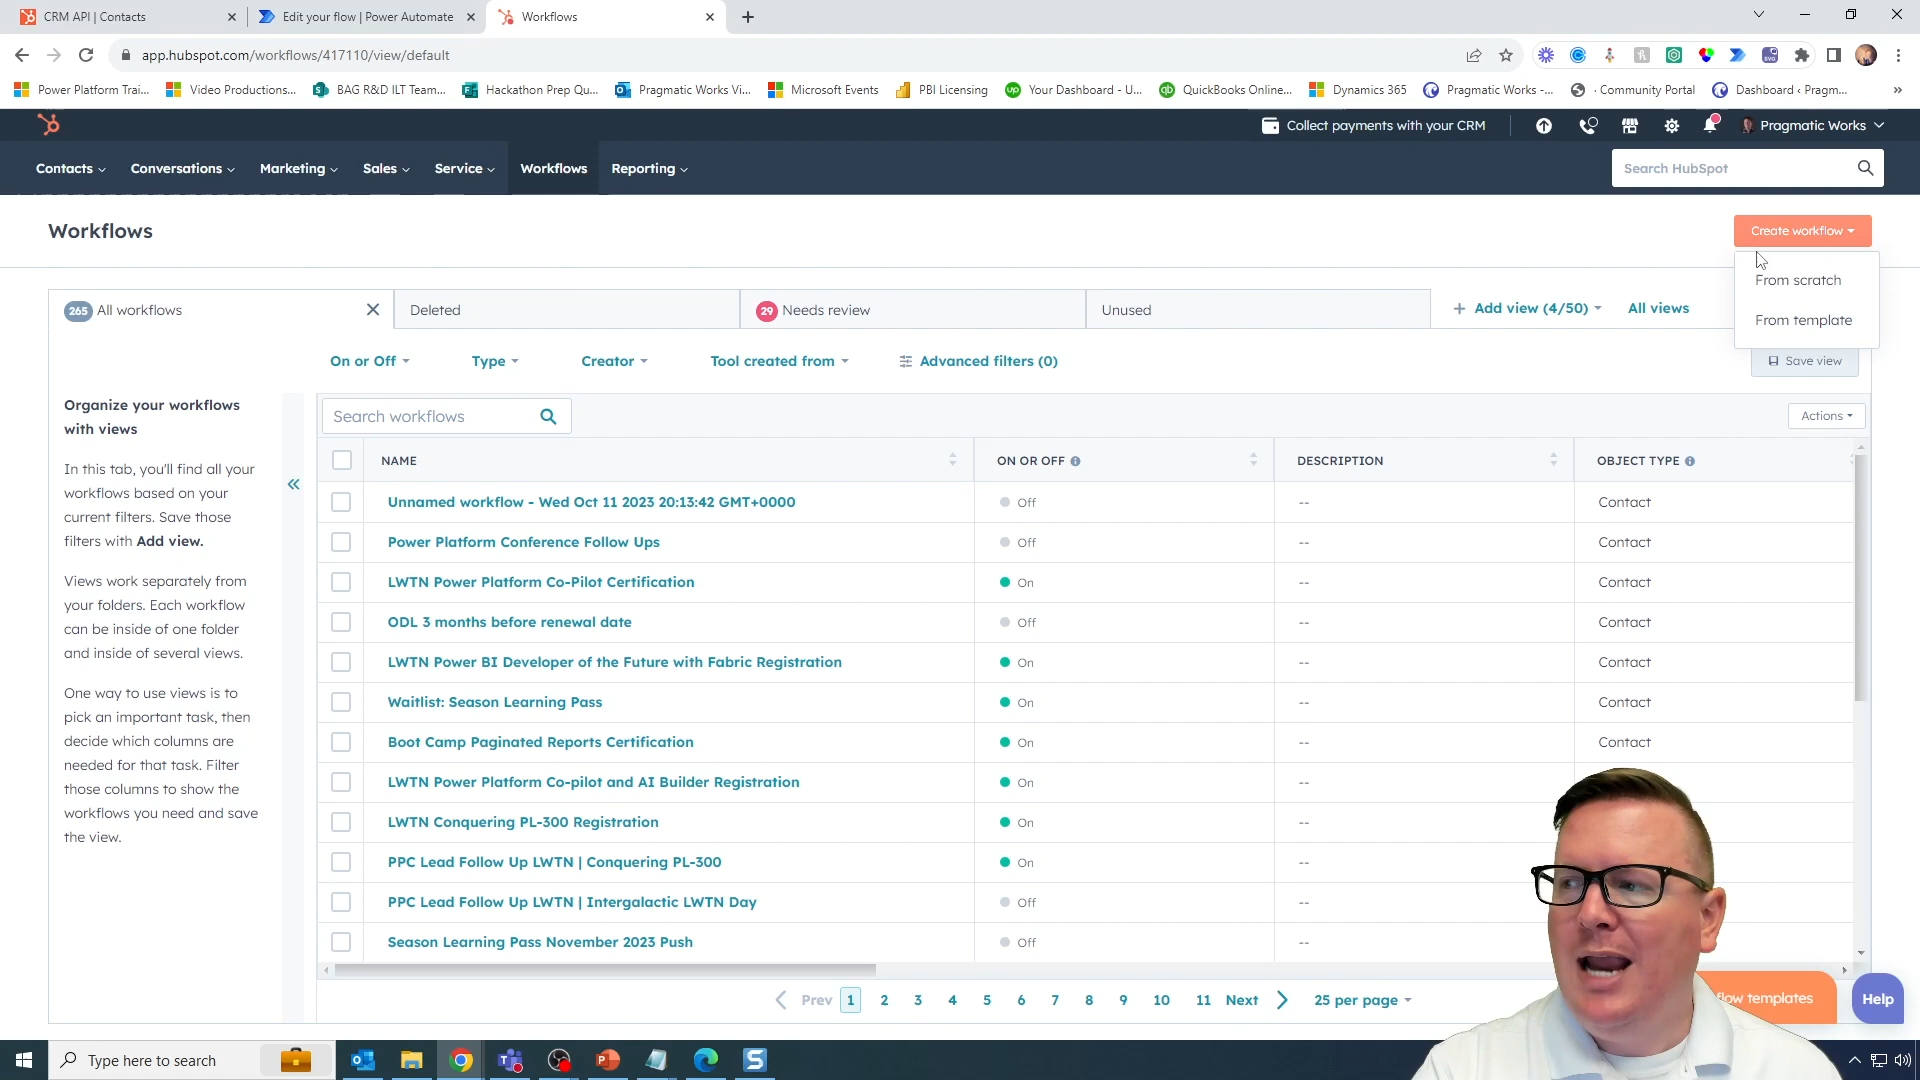 CRM API | Contacts
Edit your flow | Power Automate
Workflows
app.hubspot.com/workflows/417110/view/default
Power Platform Trai...
Video Productions...
BAG R&D ILT Team...
Hackathon Prep Qu...
Pragmatic Works Vi...
Microsoft Events
PBI Licensing
Your Dashboard - U...
QuickBooks Online...
Dynamics 365
Pragmatic Works -...
· Community Portal
Dashboard ‹ Pragm...
Collect payments with your CRM
Pragmatic Works
Contacts
Conversations
Marketing
Sales
Service
Workflows
Reporting
Search HubSpot
Workflows
Create workflow
From scratch
From template
265 All workflows
Deleted
29 Needs review
Unused
+ Add view (4/50)
All views
On or Off
Type
Creator
Tool created from
Advanced filters (0)
Save view
Organize your workflows
with views
In this tab, you'll find all your
workflows based on your
current filters. Save those
filters with Add view.
Views work separately from
your folders. Each workflow
can be inside of one folder
and inside of several views.
One way to use views is to
pick an important task, then
decide which columns are
needed for that task. Filter
those columns to show the
workflows you need and save
the view.
Search workflows
Actions
NAME ON OR OFF DESCRIPTION OBJECT TYPE
Unnamed workflow - Wed Oct 11 2023 20:13:42 GMT+0000 Off -- Contact
Power Platform Conference Follow Ups Off -- Contact
LWTN Power Platform Co-Pilot Certification On -- Contact
ODL 3 months before renewal date Off -- Contact
LWTN Power BI Developer of the Future with Fabric Registration On -- Contact
Waitlist: Season Learning Pass On -- Contact
Boot Camp Paginated Reports Certification On -- Contact
LWTN Power Platform Co-pilot and AI Builder Registration On --
LWTN Conquering PL-300 Registration On --
PPC Lead Follow Up LWTN | Conquering PL-300 On --
PPC Lead Follow Up LWTN | Intergalactic LWTN Day Off --
Season Learning Pass November 2023 Push Off --
Prev 1 2 3 4 5 6 7 8 9 10 11 Next
25 per page
flow templates
Help
Type here to search